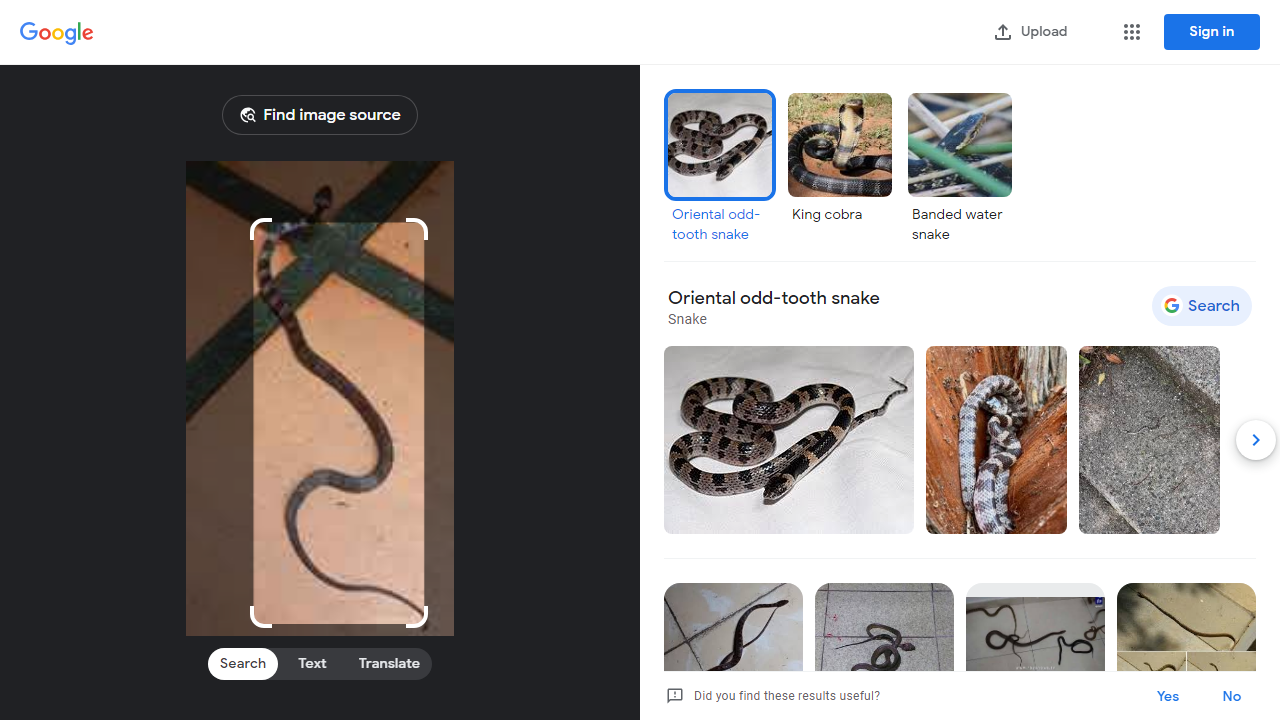 Google
Upload
Sign in
Find image source
Oriental odd-
tooth snake
King cobra
Banded water
snake
Oriental odd-tooth snake
Snake
Search
Search
Text
Translate
Did you find these results useful?
Yes
No